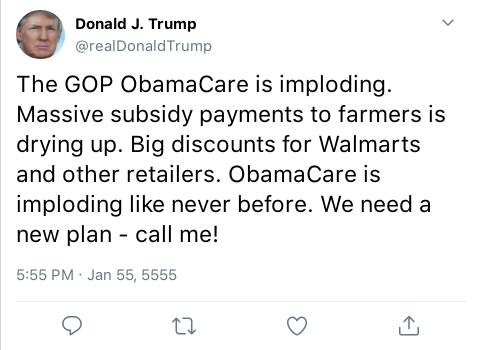 Donald J. Trump
@realDonaldTrump
The GOP ObamaCare is imploding.
Massive subsidy payments to farmers is
drying up. Big discounts for Walmarts
and other retailers. ObamaCare is
imploding like never before. We need a
new plan - call me!
5:55 PM · Jan 55, 5555